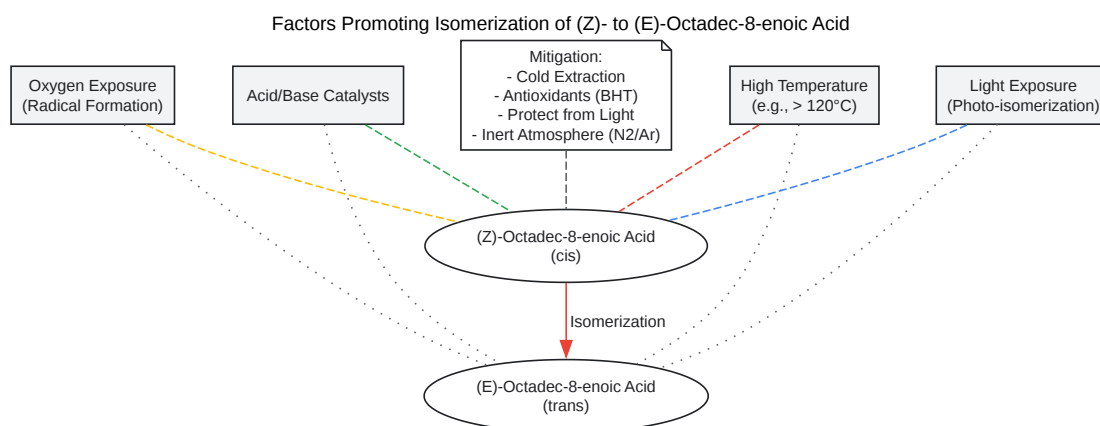 Factors Promoting Isomerization of (Z)- to (E)-Octadec-8-enoic Acid
Oxygen Exposure
(Radical Formation)
Acid/Base Catalysts
Mitigation:
- Cold Extraction
- Antioxidants (BHT)
- Protect from Light
- Inert Atmosphere (N2/Ar)
High Temperature
(e.g., > 120°C)
Light Exposure
(Photo-isomerization)
(Z)-Octadec-8-enoic Acid
(cis)
Isomerization
(E)-Octadec-8-enoic Acid
(trans)